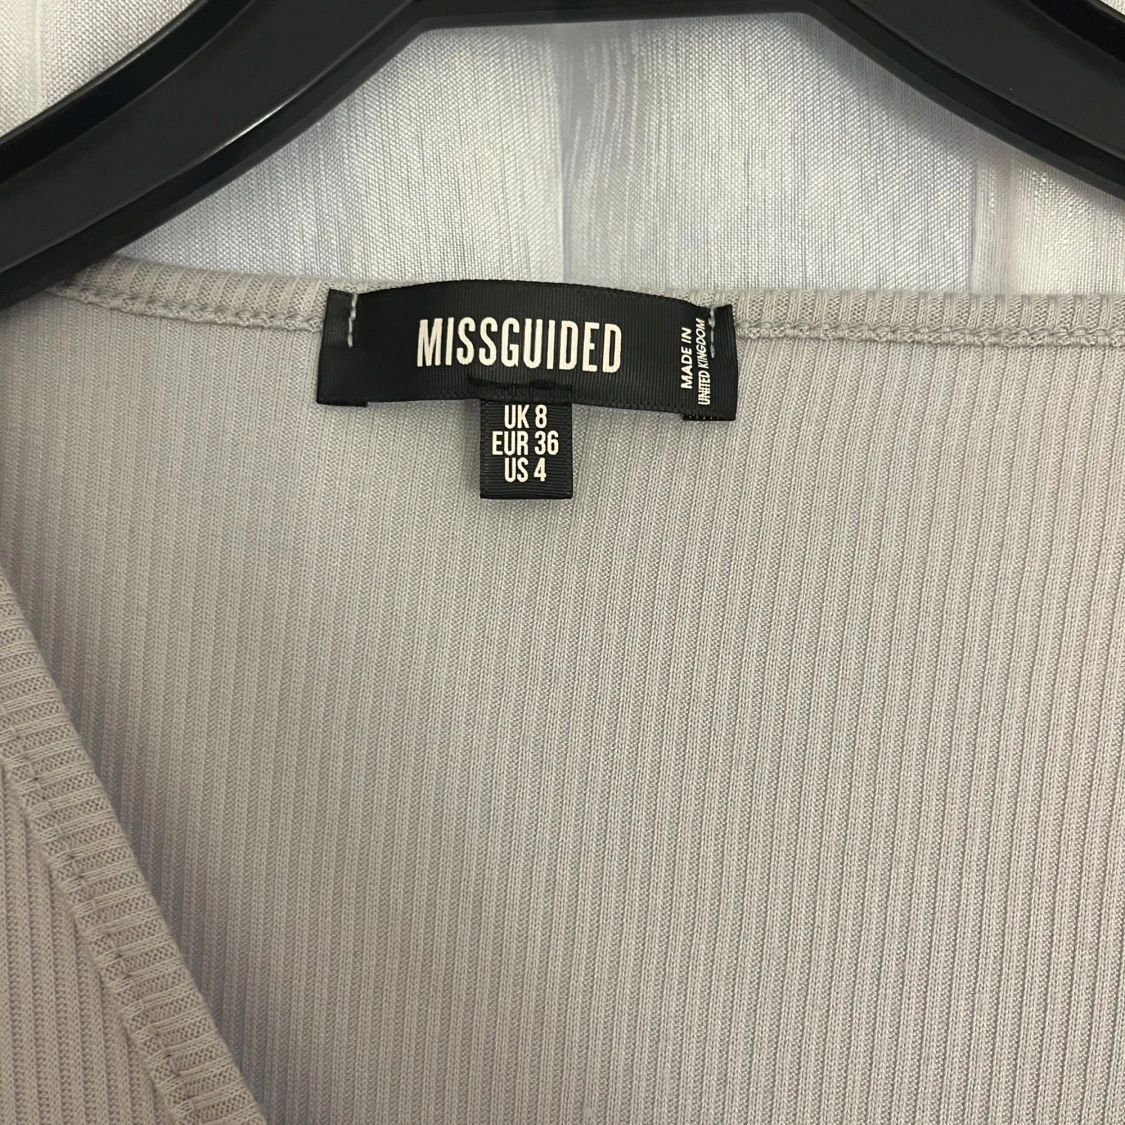 MISSGUIDED
MADE IN
UNITED KINGDOM
UK 8
EUR 36
US 4